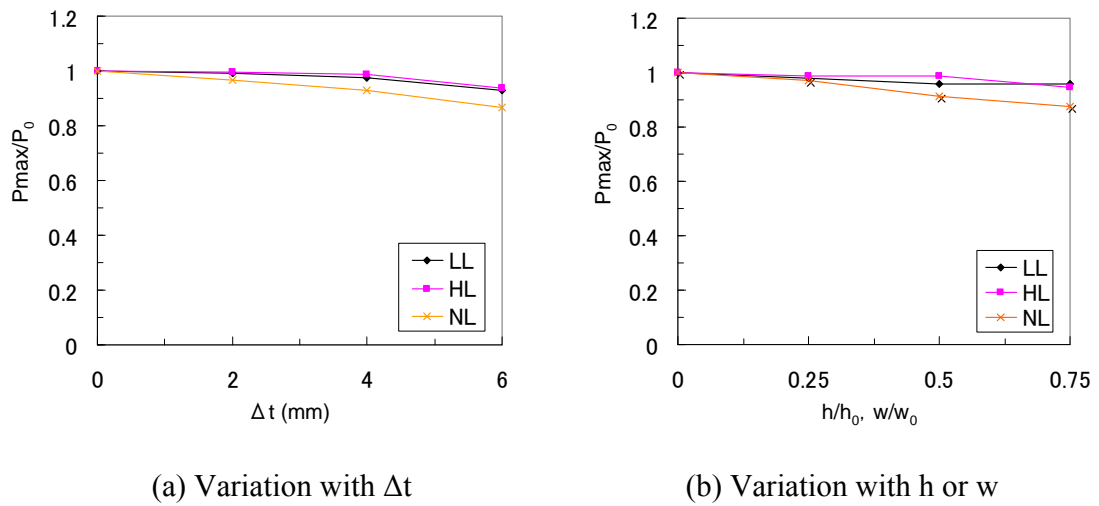 1.2
1
0.8
0.6
0.4
0.2
0
Pmax/P0
0 2 4 6
Δt (mm)
LL
HL
NL
(a) Variation with Δt
1.2
1
0.8
0.6
0.4
0.2
0
Pmax/P0
0 0.25 0.5 0.75
h/h0, w/w0
LL
HL
NL
(b) Variation with h or w